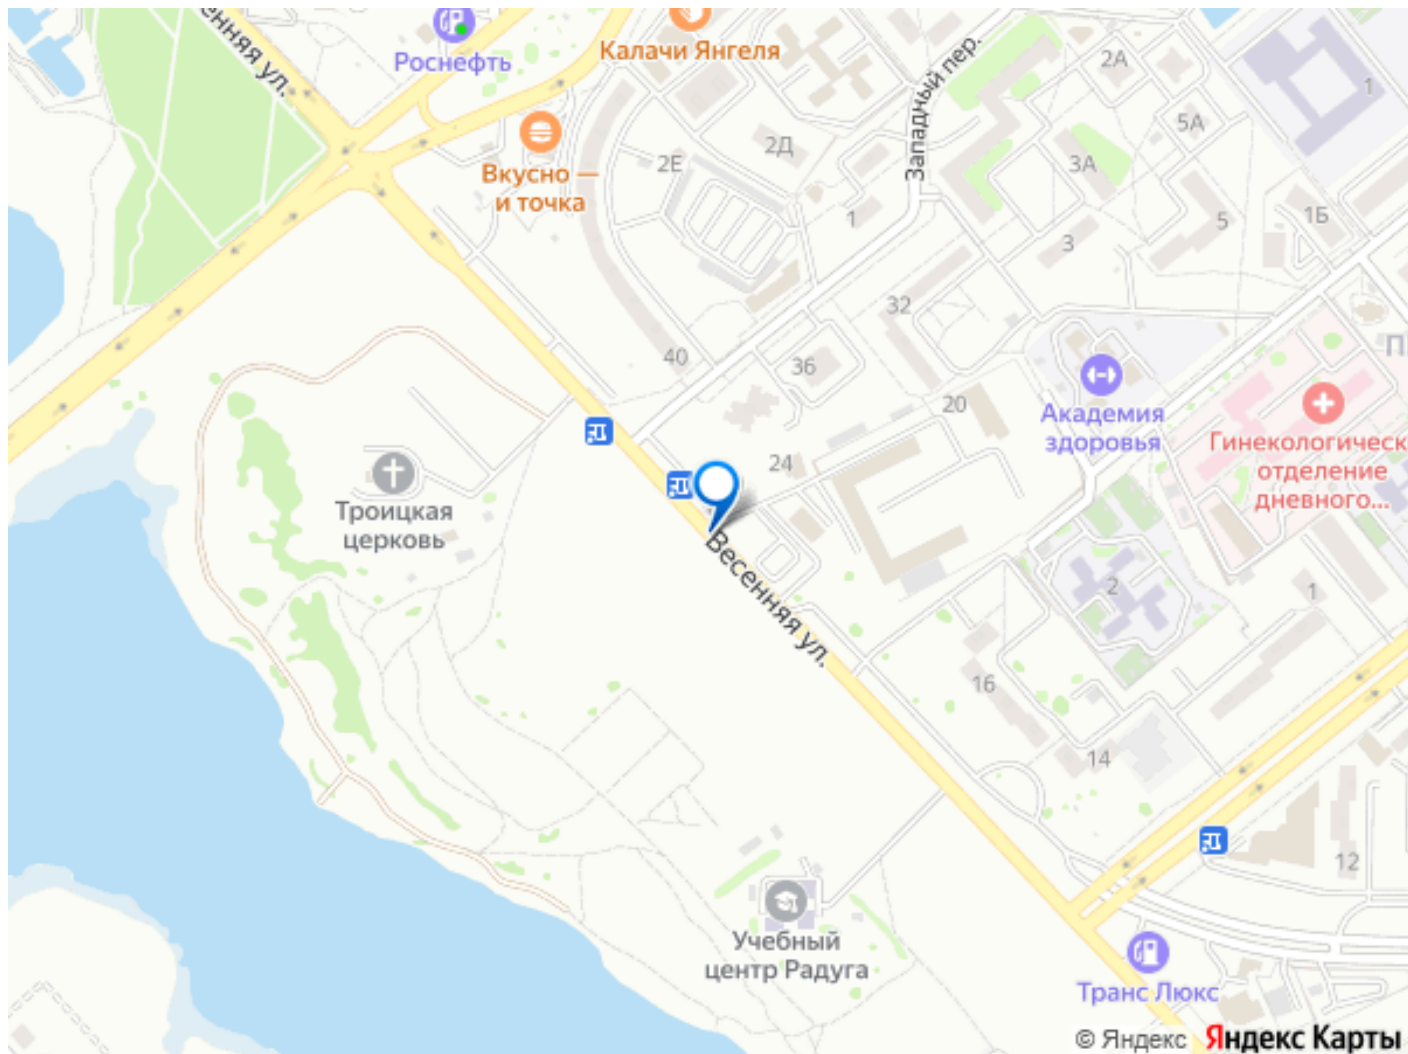 енняя ул.
Роснефть
Калачи Янгеля
Западный пер.
2А
1
5А
Вкусно —
и точка
2Е
2Д
3А
1
5
1Б
3
32
40
36
20
Академия
здоровья
Гинекологическ
отделение
дневного...
П
24
Троицкая
церковь
Весенняя ул.
2
1
16
14
12
Учебный
центр Радуга
Транс Люкс
© Яндекс Яндекс Карты